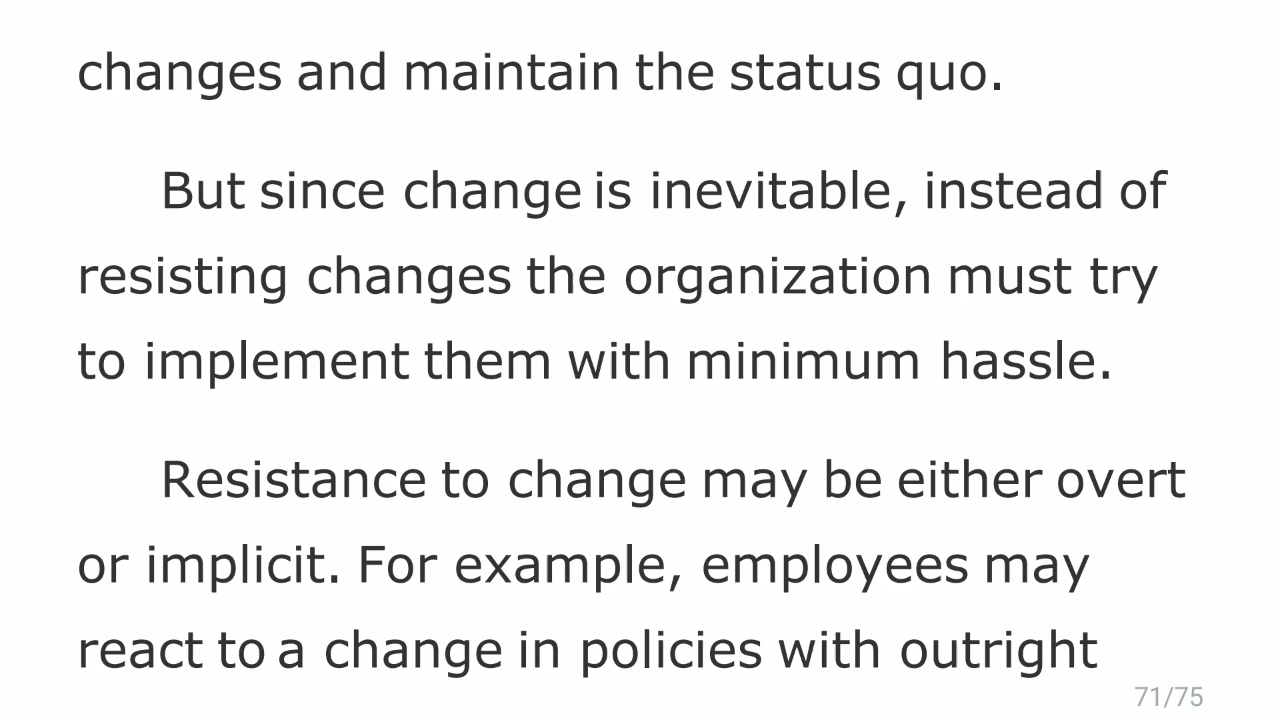 changes and maintain the status quo.
But since change is inevitable, instead of
resisting changes the organization must try
to implement them with minimum hassle.
Resistance to change may be either overt
or implicit. For example, employees may
react to a change in policies with outright
71/75